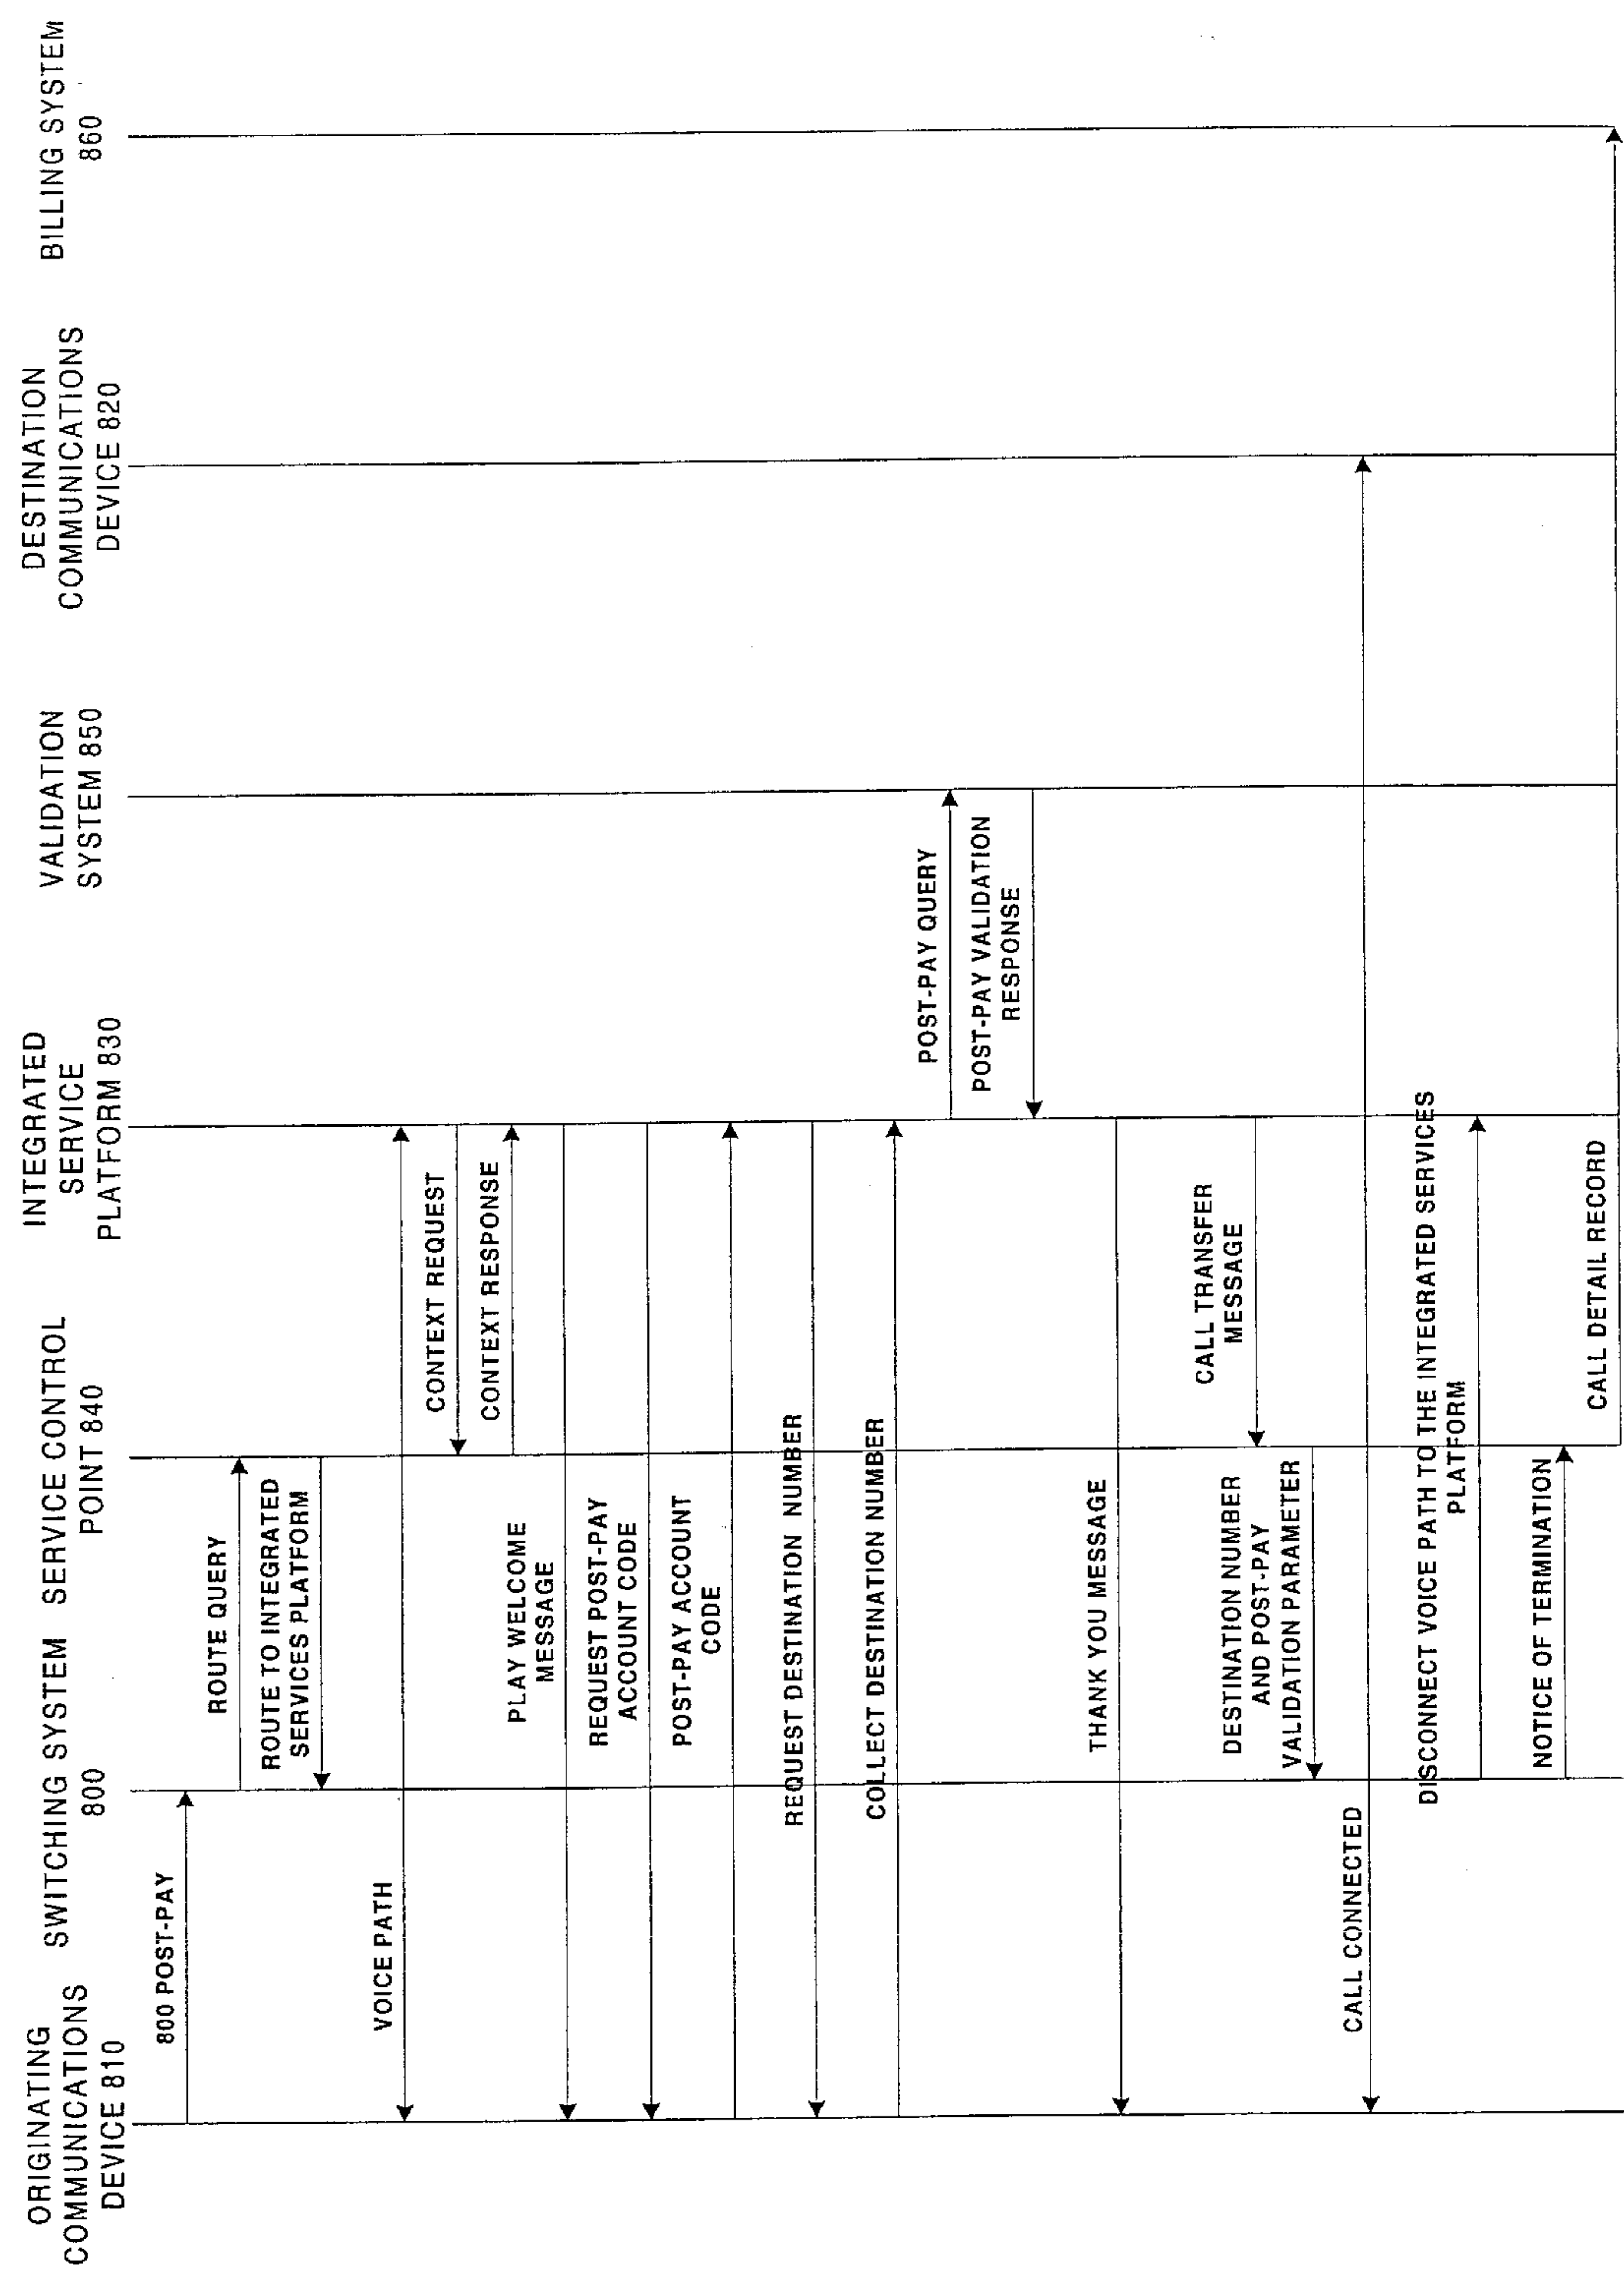 ORIGINATING
COMMUNICATIONS
DEVICE 810
SWITCHING SYSTEM
800
SERVICE CONTROL
POINT 840
INTEGRATED
SERVICE
PLATFORM 830
VALIDATION
SYSTEM 850
DESTINATION
COMMUNICATIONS
DEVICE 820
BILLING SYSTEM
860
800 POST-PAY
ROUTE QUERY
ROUTE TO INTEGRATED
SERVICES PLATFORM
VOICE PATH
CONTEXT REQUEST
CONTEXT RESPONSE
PLAY WELCOME
MESSAGE
REQUEST POST-PAY
ACCOUNT CODE
POST-PAY ACCOUNT
CODE
REQUEST DESTINATION NUMBER
COLLECT DESTINATION NUMBER
POST-PAY QUERY
POST-PAY VALIDATION
RESPONSE
THANK YOU MESSAGE
CALL TRANSFER
MESSAGE
DESTINATION NUMBER
AND POST-PAY
VALIDATION PARAMETER
CALL CONNECTED
DISCONNECT VOICE PATH TO THE INTEGRATED SERVICES
PLATFORM
NOTICE OF TERMINATION
CALL DETAIL RECORD